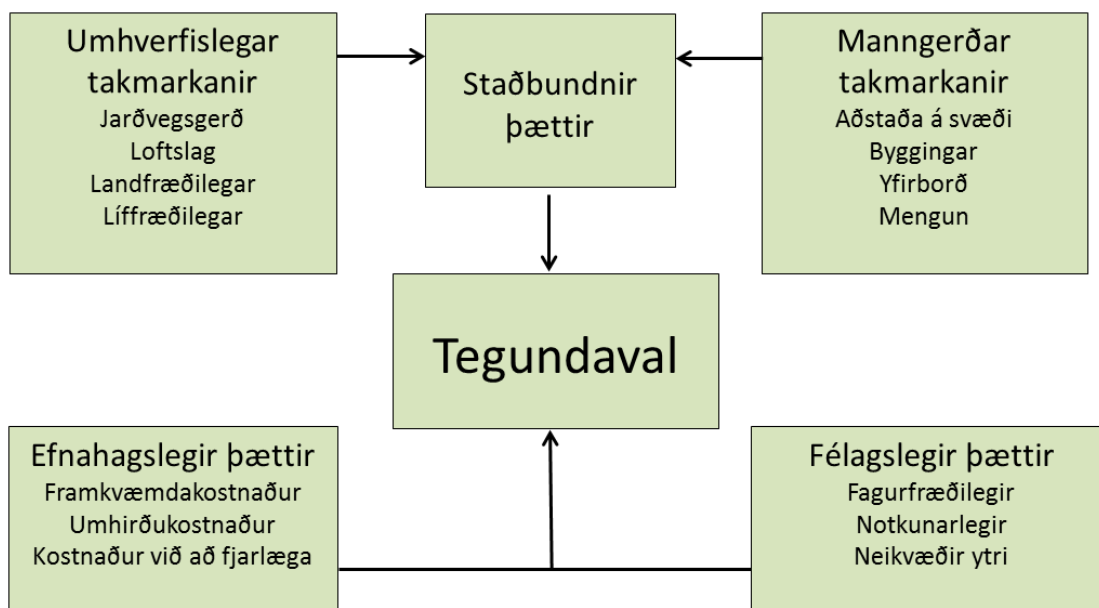 Umhverfislegar
takmarkanir
Jarðvegsgerð
Loftslag
Landfræðilegar
Líffræðilegar
Staðbundnir
þættir
Manngerðar
takmarkanir
Aðstaða á svæði
Byggingar
Yfirborð
Mengun
Tegundaval
Efnahagslegir þættir
Framkvæmdakostnaður
Umhirðukostnaður
Kostnaður við að fjarlæga
Félagslegir þættir
Fagurfræðilegir
Notkunarlegir
Neikvæðir ytri